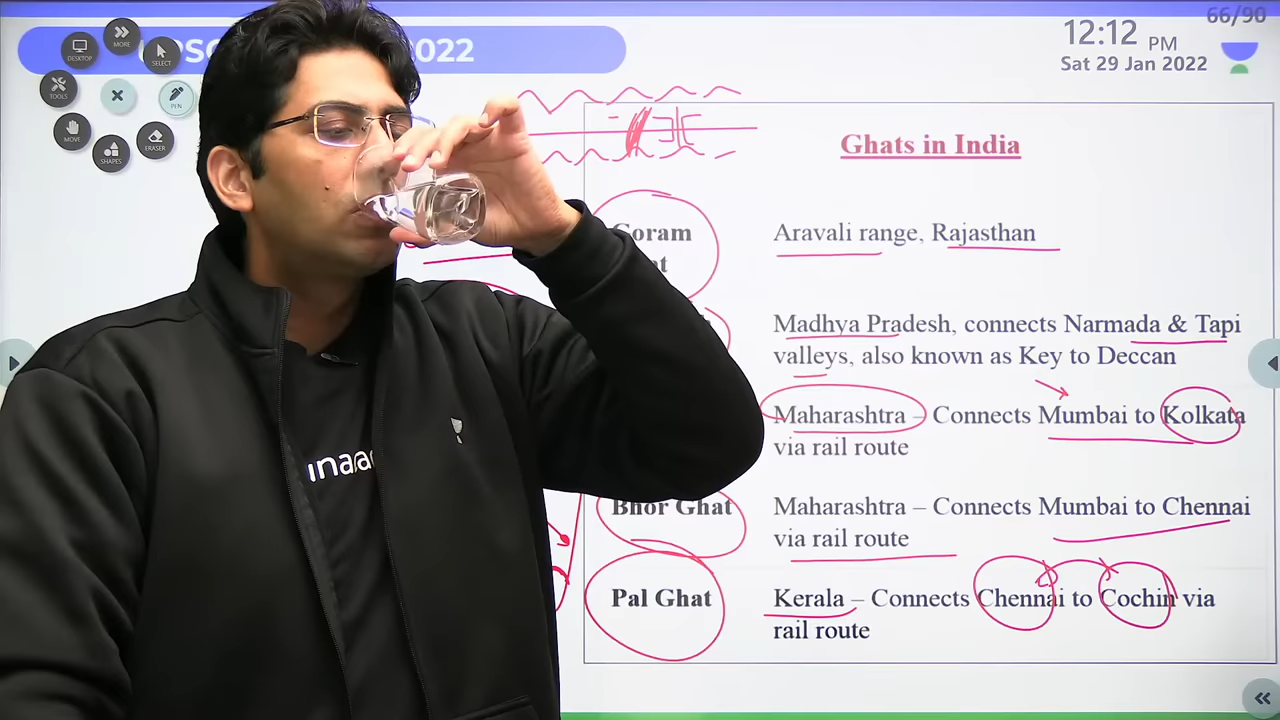 66/90
12:12 PM
2022
Sat 29 Jan 2022
DESKTOP
MORE
SELECT
TOOLS
PEN
MOVE
SHAPES
ERASER
Ghats in India
Goram
Aravali range, Rajasthan
Madhya Pradesh, connects Narmada & Tapi
valleys, also known as Key to Deccan
Maharashtra – Connects Mumbai to Kolkata
via rail route
Bhor Ghat
Maharashtra – Connects Mumbai to Chennai
via rail route
Pal Ghat
Kerala – Connects Chennai to Cochin via
rail route